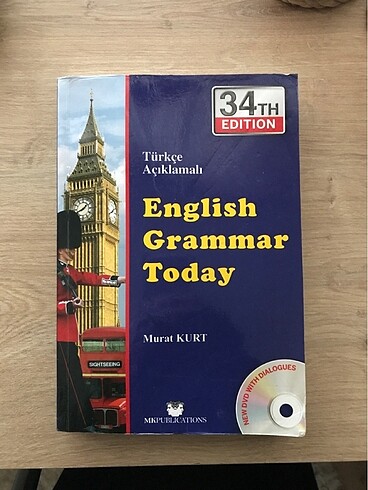 34TH
EDITION
Türkçe
Açıklamalı
English
Grammar
Today
Murat KURT
SIGHTSEEING
NEW DVD WITH DIALOGUES
MKPUBLICATIONS